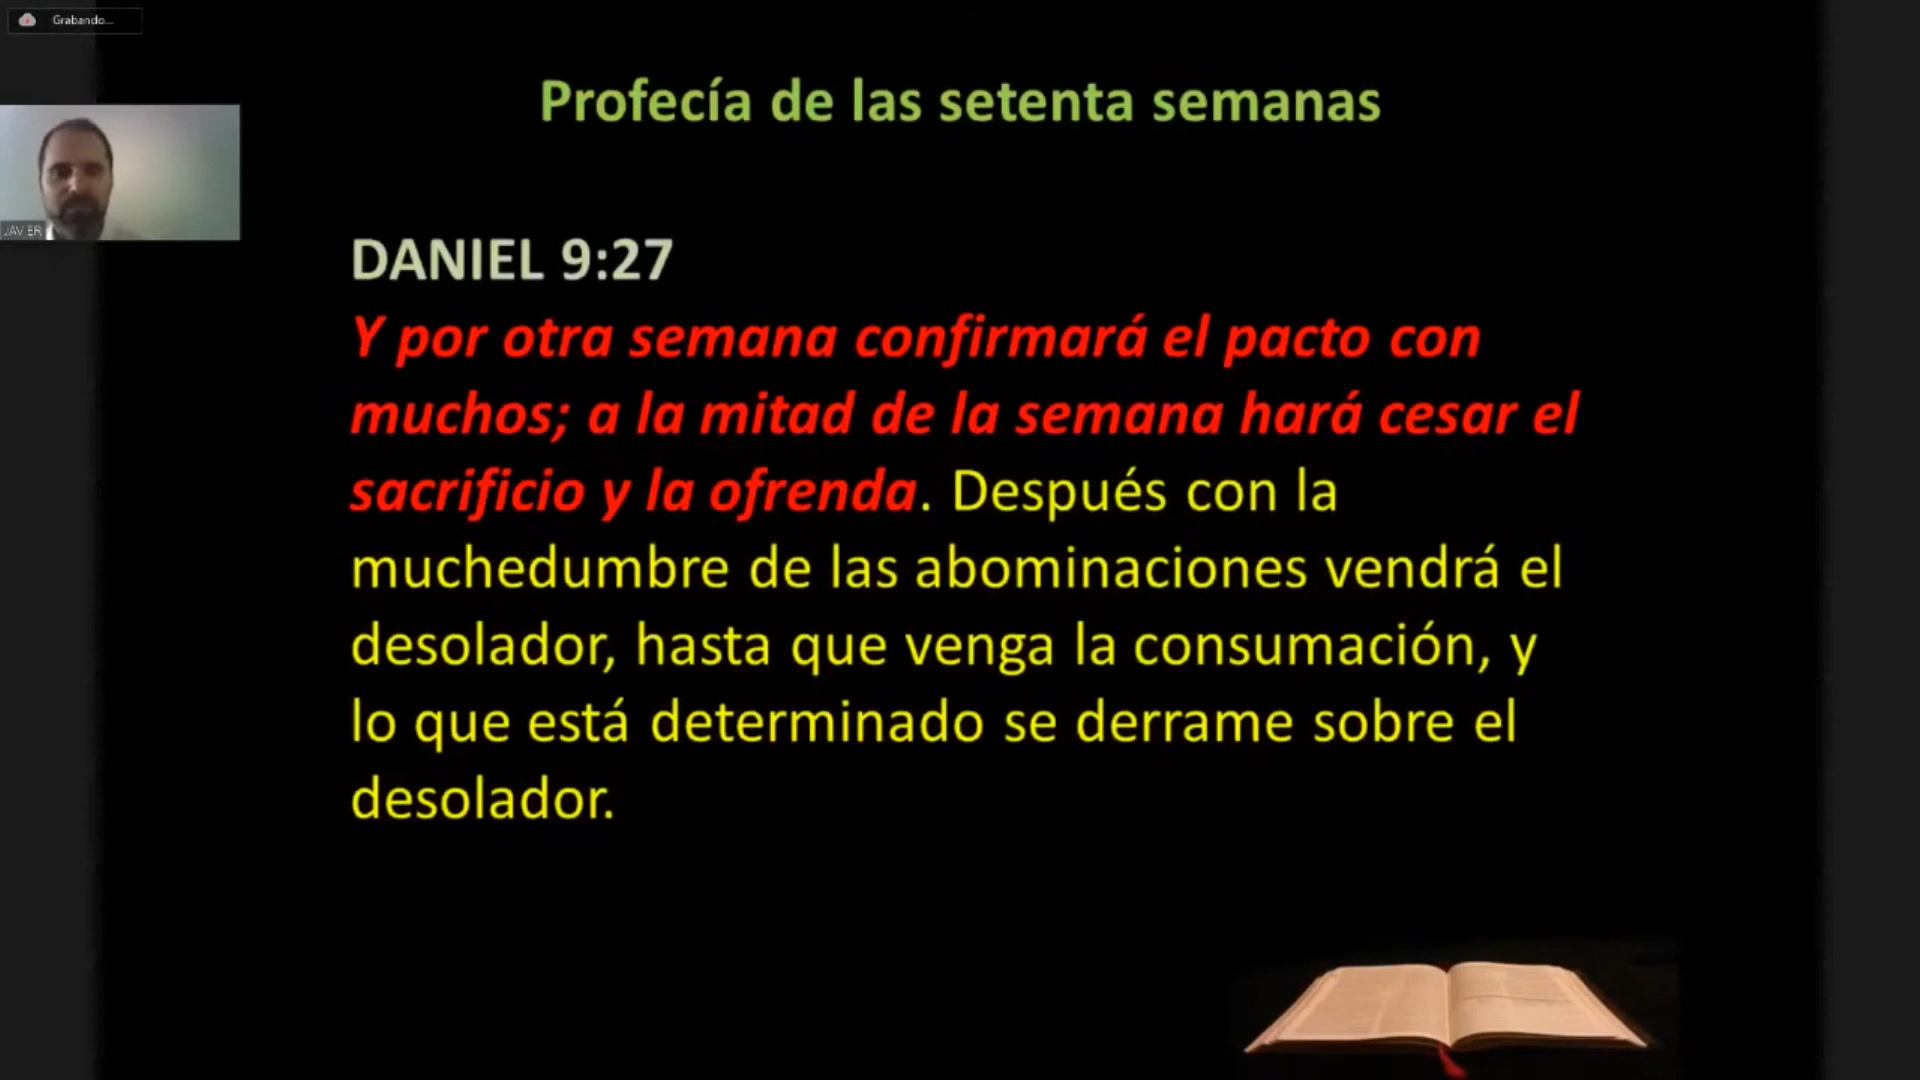 Grabando...
Profecía de las setenta semanas
JAVIER
DANIEL 9:27
Y por otra semana confirmará el pacto con
muchos; a la mitad de la semana hará cesar el
sacrificio y la ofrenda. Después con la
muchedumbre de las abominaciones vendrá el
desolador, hasta que venga la consumación, y
lo que está determinado se derrame sobre el
desolador.